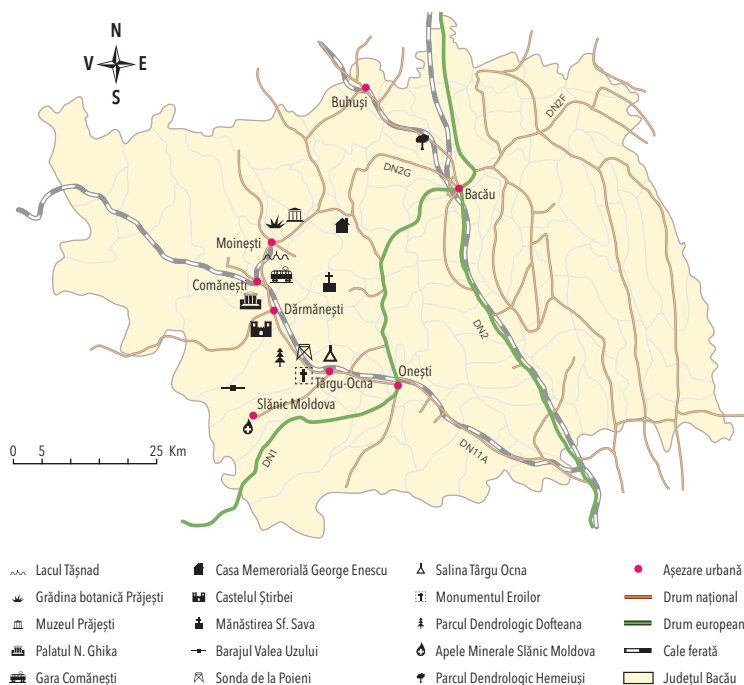 N
V E
S
Buhuși
DN2F
DN2G
Bacău
Moinești
Comănești
Dărmănești
DN2
Târgu-Ocna
Onești
Slănic Moldova
0 5 25 Km
DN1
DN11A
Lacul Tășnad
Grădina botanică Prăjești
Muzeul Prăjești
Palatul N. Ghika
Gara Comănești
Casa Memerorială George Enescu
Castelul Știrbei
Mănăstirea Sf. Sava
Barajul Valea Uzului
Sonda de la Poieni
Salina Târgu Ocna
Monumentul Eroilor
Parcul Dendrologic Dofteana
Apele Minerale Slănic Moldova
Parcul Dendrologic Hemeiuși
Așezare urbană
Drum național
Drum european
Cale ferată
Județul Bacău